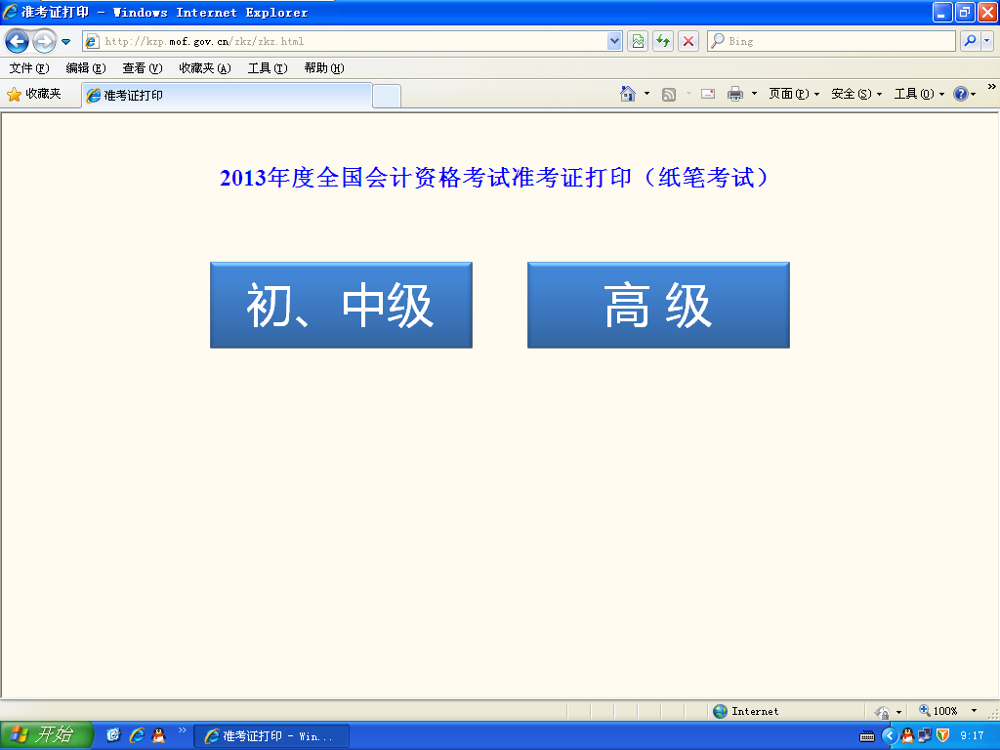 准考证打印 - Windows Internet Explorer
http://kzp.mof.gov.cn/zkz/zkz.html
Bing
文件(F) 编辑(E) 查看(V) 收藏夹(A) 工具(T) 帮助(H)
收藏夹 准考证打印 页面(P) 安全(S) 工具(O)
2013年度全国会计资格考试准考证打印（纸笔考试）
初、中级 高 级
Internet 100%
开始 准考证打印 - Win... 9:17